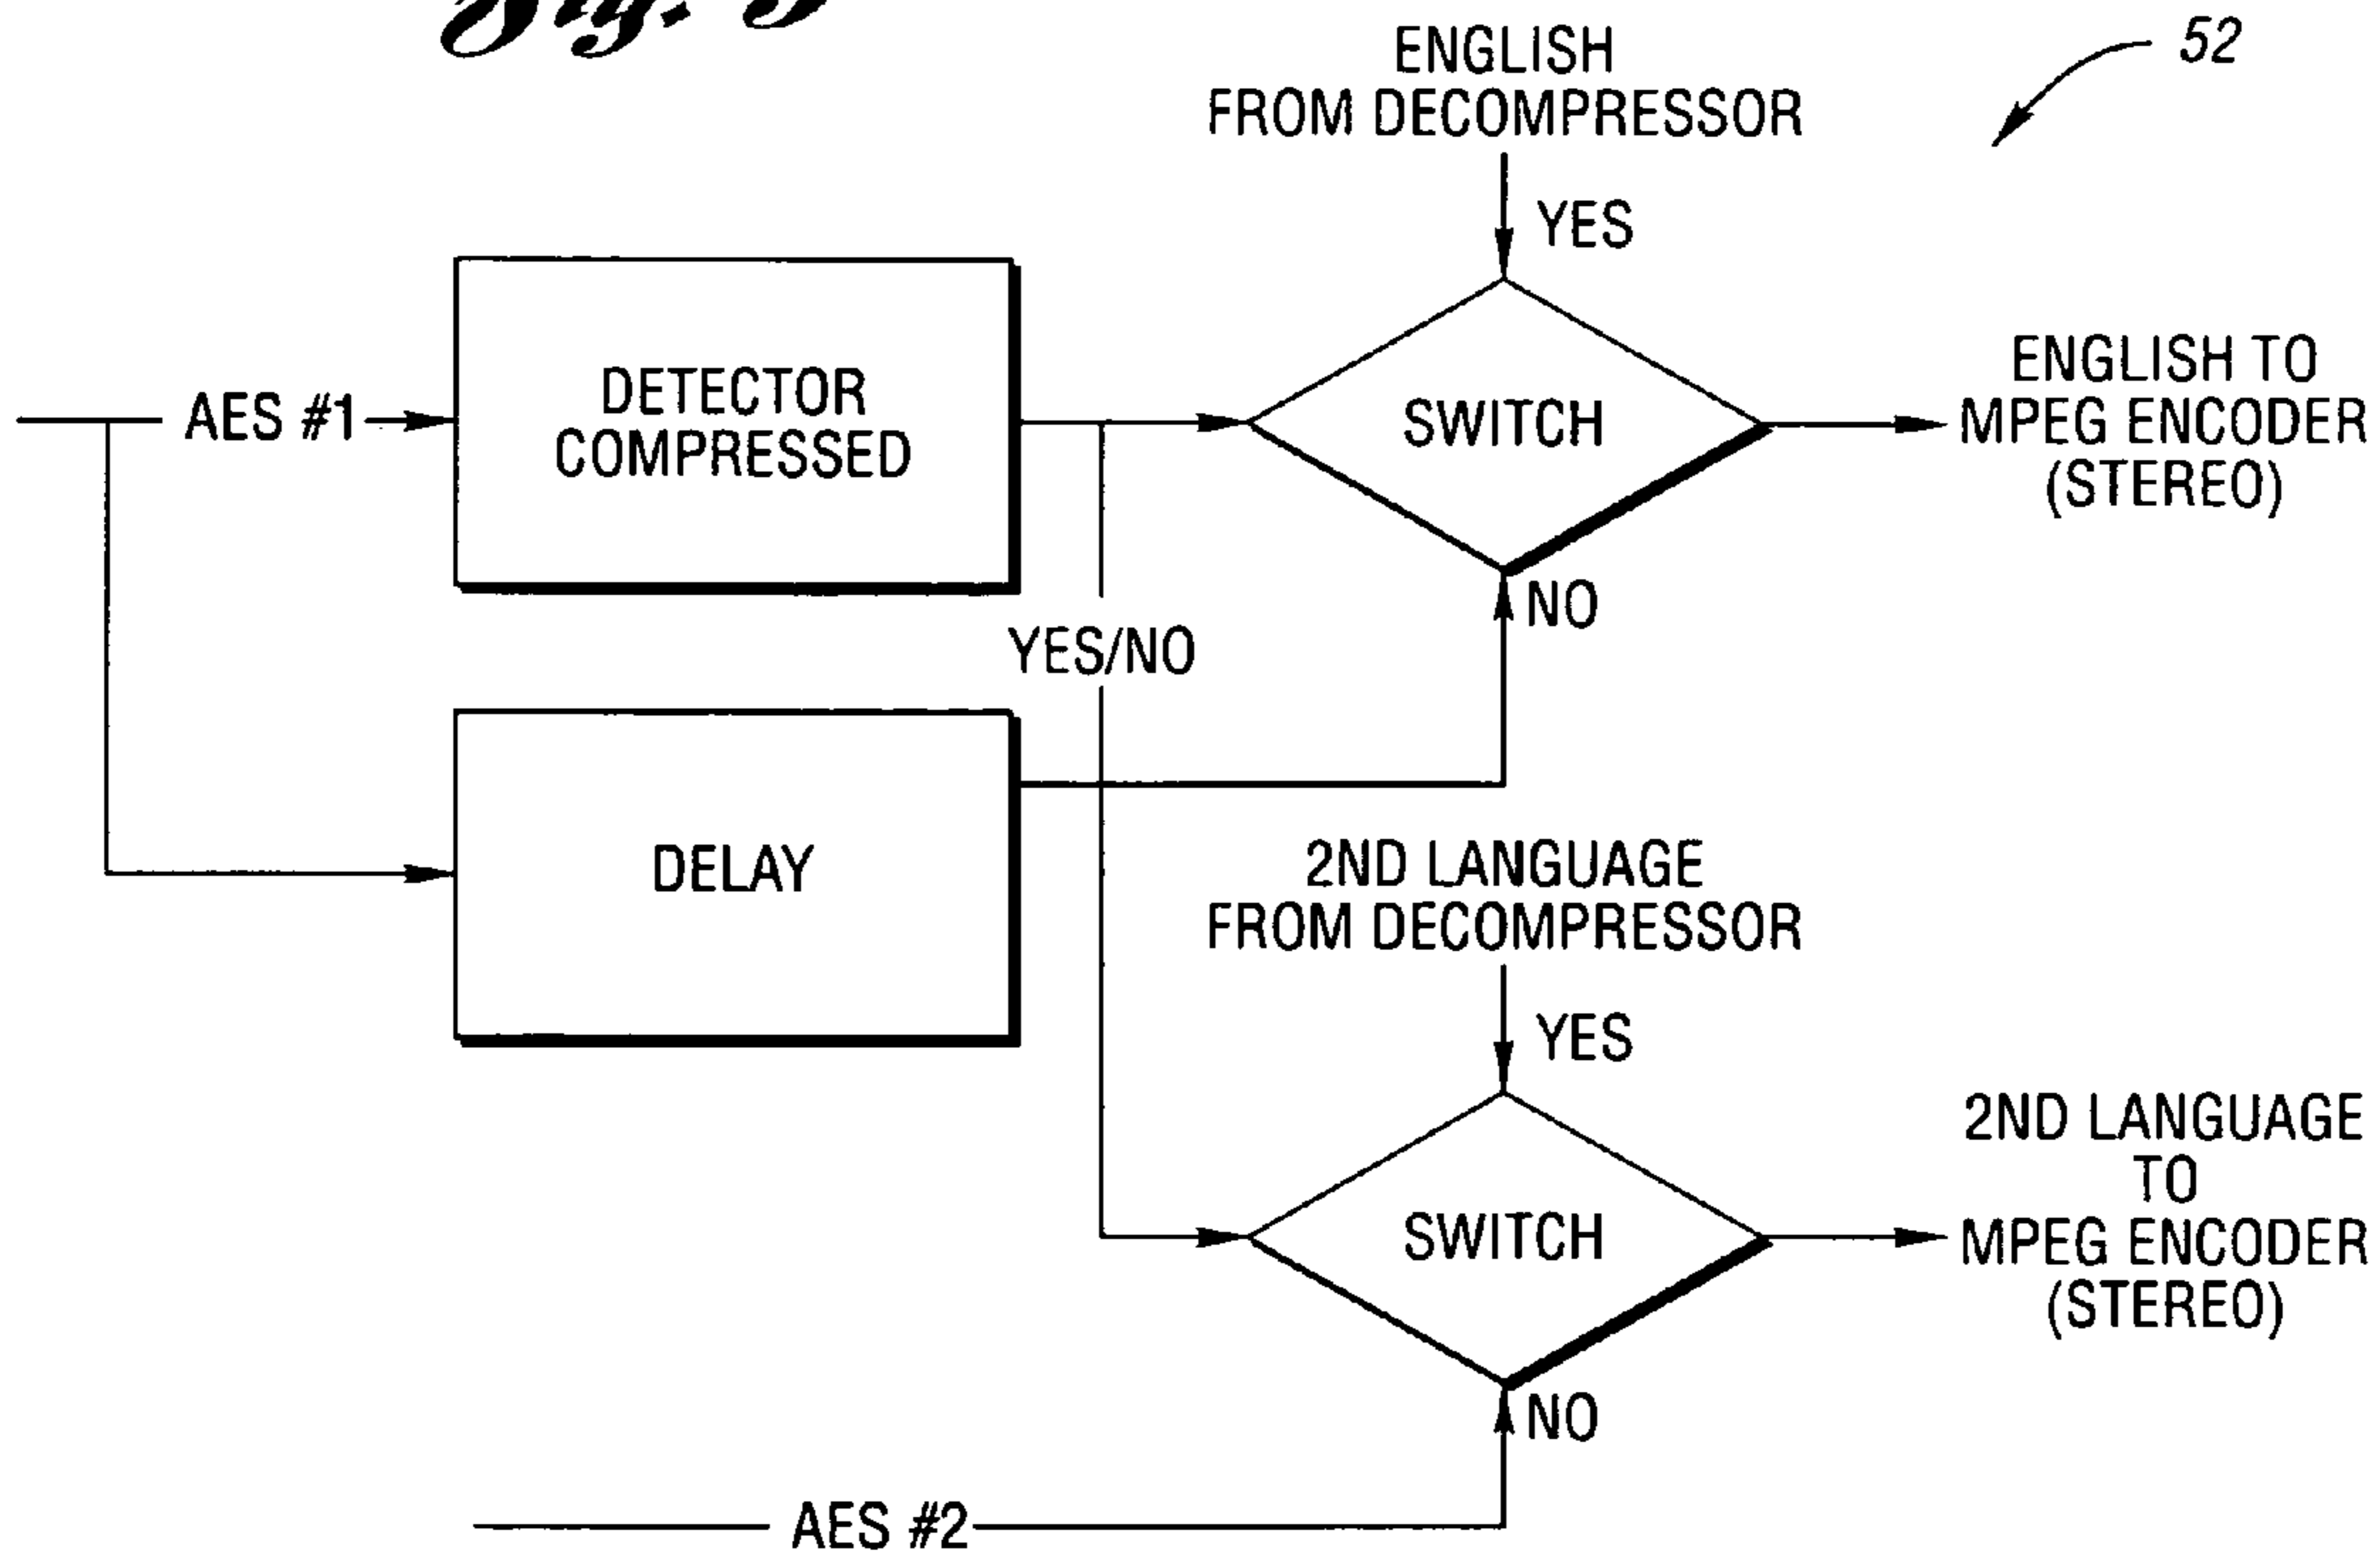 Fig.
52
ENGLISH
FROM DECOMPRESSOR
YES
AES #1
DETECTOR
COMPRESSED
SWITCH
ENGLISH TO
MPEG ENCODER
(STEREO)
NO
YES/NO
DELAY
2ND LANGUAGE
FROM DECOMPRESSOR
YES
SWITCH
2ND LANGUAGE
TO
MPEG ENCODER
(STEREO)
NO
AES #2